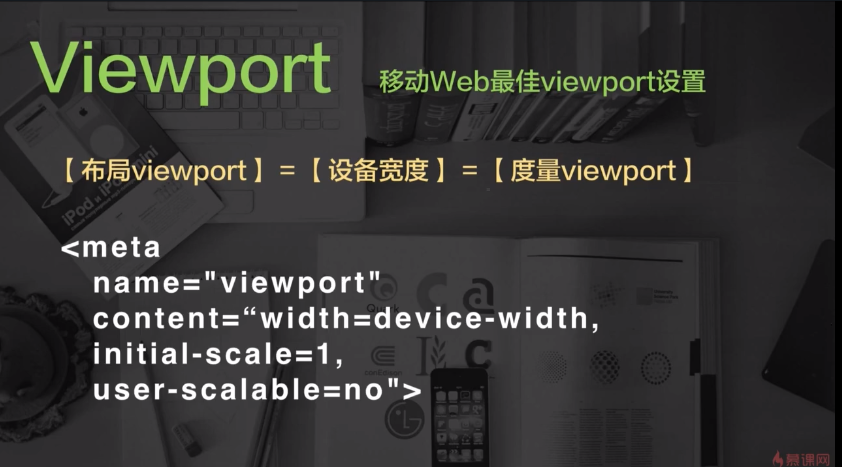 Viewport
移动Web最佳viewport设置
【布局viewport】=【设备宽度】=【度量viewport】
<meta
name="viewport"
content=“width=device-width,
initial-scale=1,
user-scalable=no">
iPod iPad mini
慕课网